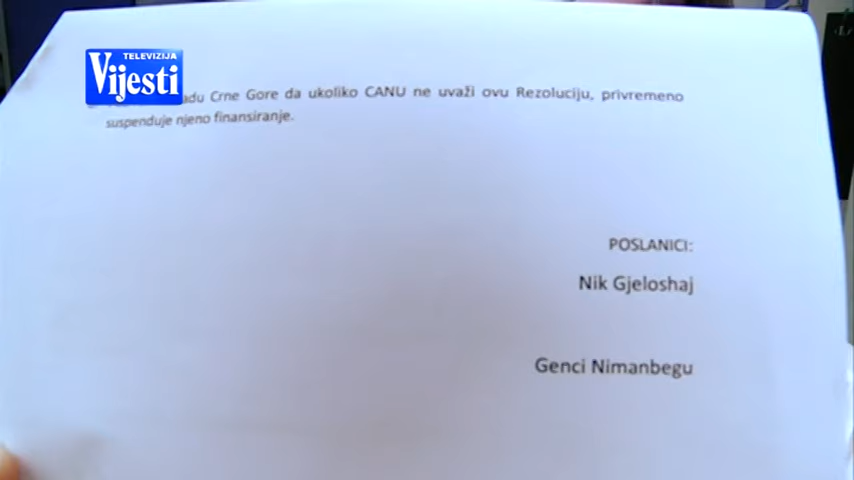 TELEVIZIJA
Vijesti
Crne Gore da ukoliko CANU ne uvaži ovu Rezoluciju, privremeno
suspenduje njeno finansiranje.
POSLANICI:
Nik Gjeloshaj
Genci Nimanbegu